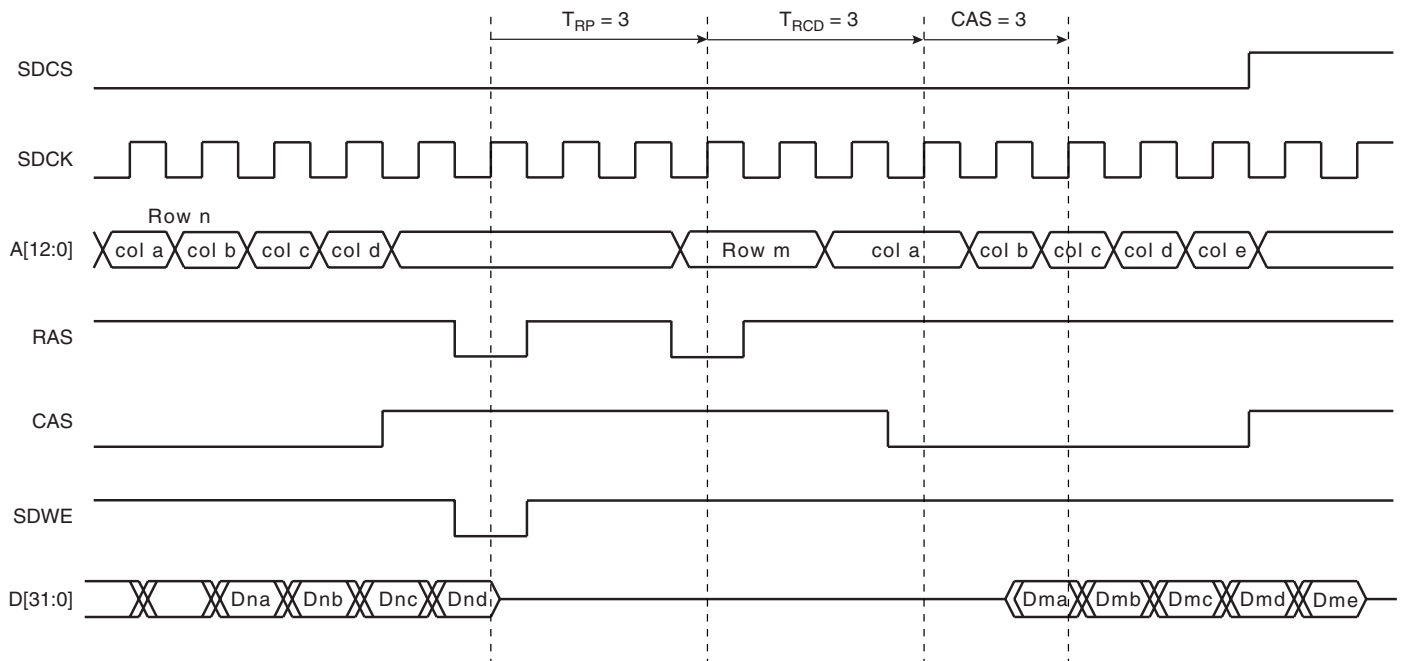 T_RP = 3 T_RCD = 3 CAS = 3
SDCS
SDCK
Row n
A[12:0] col a col b col c col d Row m col a col b col c col d col e
RAS
CAS
SDWE
D[31:0] Dna Dnb Dnc Dnd Dma Dmb Dmc Dmd Dme